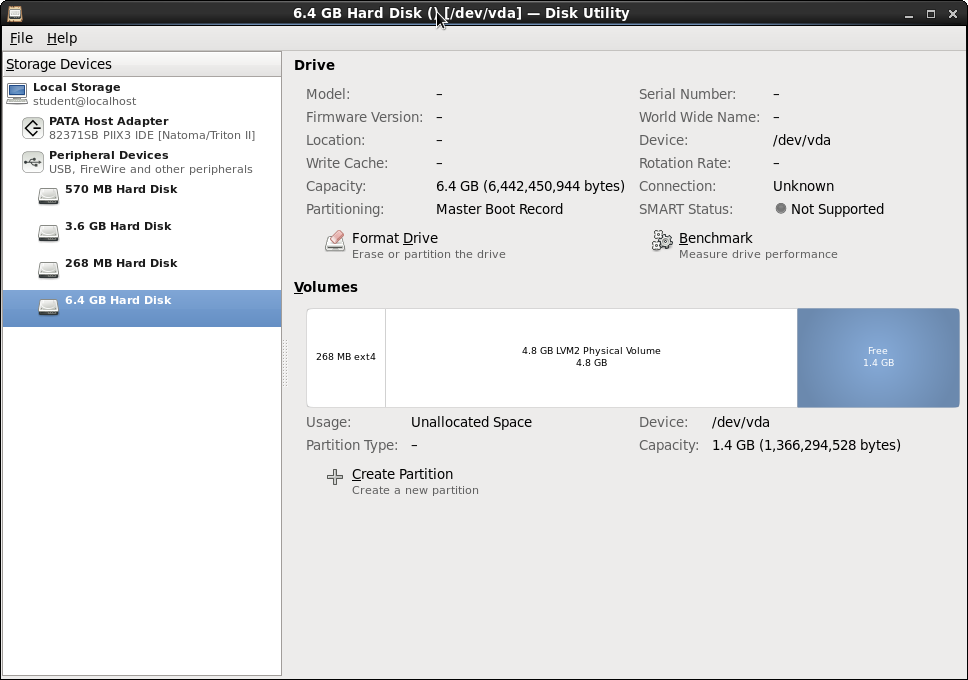 6.4 GB Hard Disk () [/dev/vda] — Disk Utility
File Help
Storage Devices
Local Storage
student@localhost
PATA Host Adapter
82371SB PIIX3 IDE [Natoma/Triton II]
Peripheral Devices
USB, FireWire and other peripherals
570 MB Hard Disk
3.6 GB Hard Disk
268 MB Hard Disk
6.4 GB Hard Disk
Drive
Model: –
Serial Number: –
Firmware Version: –
World Wide Name: –
Location: –
Device: /dev/vda
Write Cache: –
Rotation Rate: –
Capacity: 6.4 GB (6,442,450,944 bytes)
Connection: Unknown
Partitioning: Master Boot Record
SMART Status: Not Supported
Format Drive
Erase or partition the drive
Benchmark
Measure drive performance
Volumes
268 MB ext4
4.8 GB LVM2 Physical Volume
4.8 GB
Free
1.4 GB
Usage: Unallocated Space
Device: /dev/vda
Partition Type: –
Capacity: 1.4 GB (1,366,294,528 bytes)
Create Partition
Create a new partition